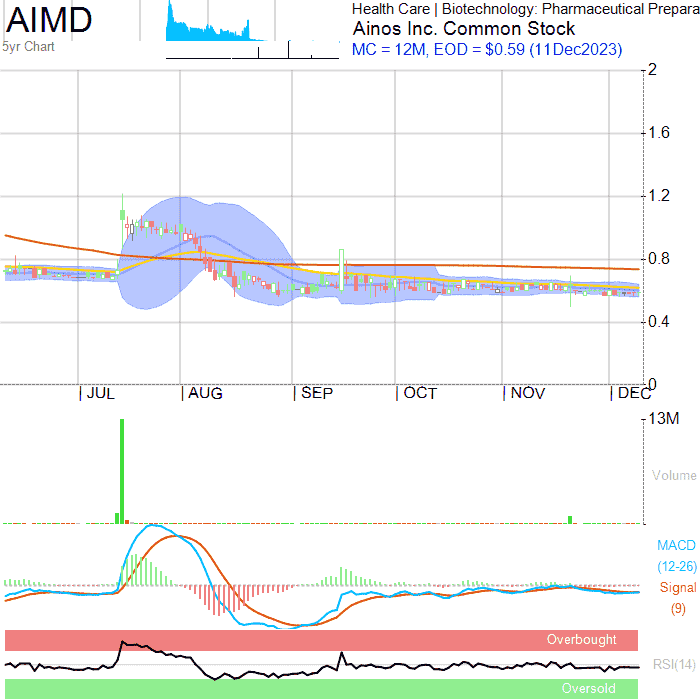 AIMD
5yr Chart
Health Care | Biotechnology: Pharmaceutical Prepara
Ainos Inc. Common Stock
MC = 12M, EOD = $0.59 (11Dec2023)
2
1.6
1.2
0.8
0.4
0
JUL
AUG
SEP
OCT
NOV
DEC
13M
Volume
MACD
(12-26)
Signal
(9)
Overbought
RSI(14)
Oversold